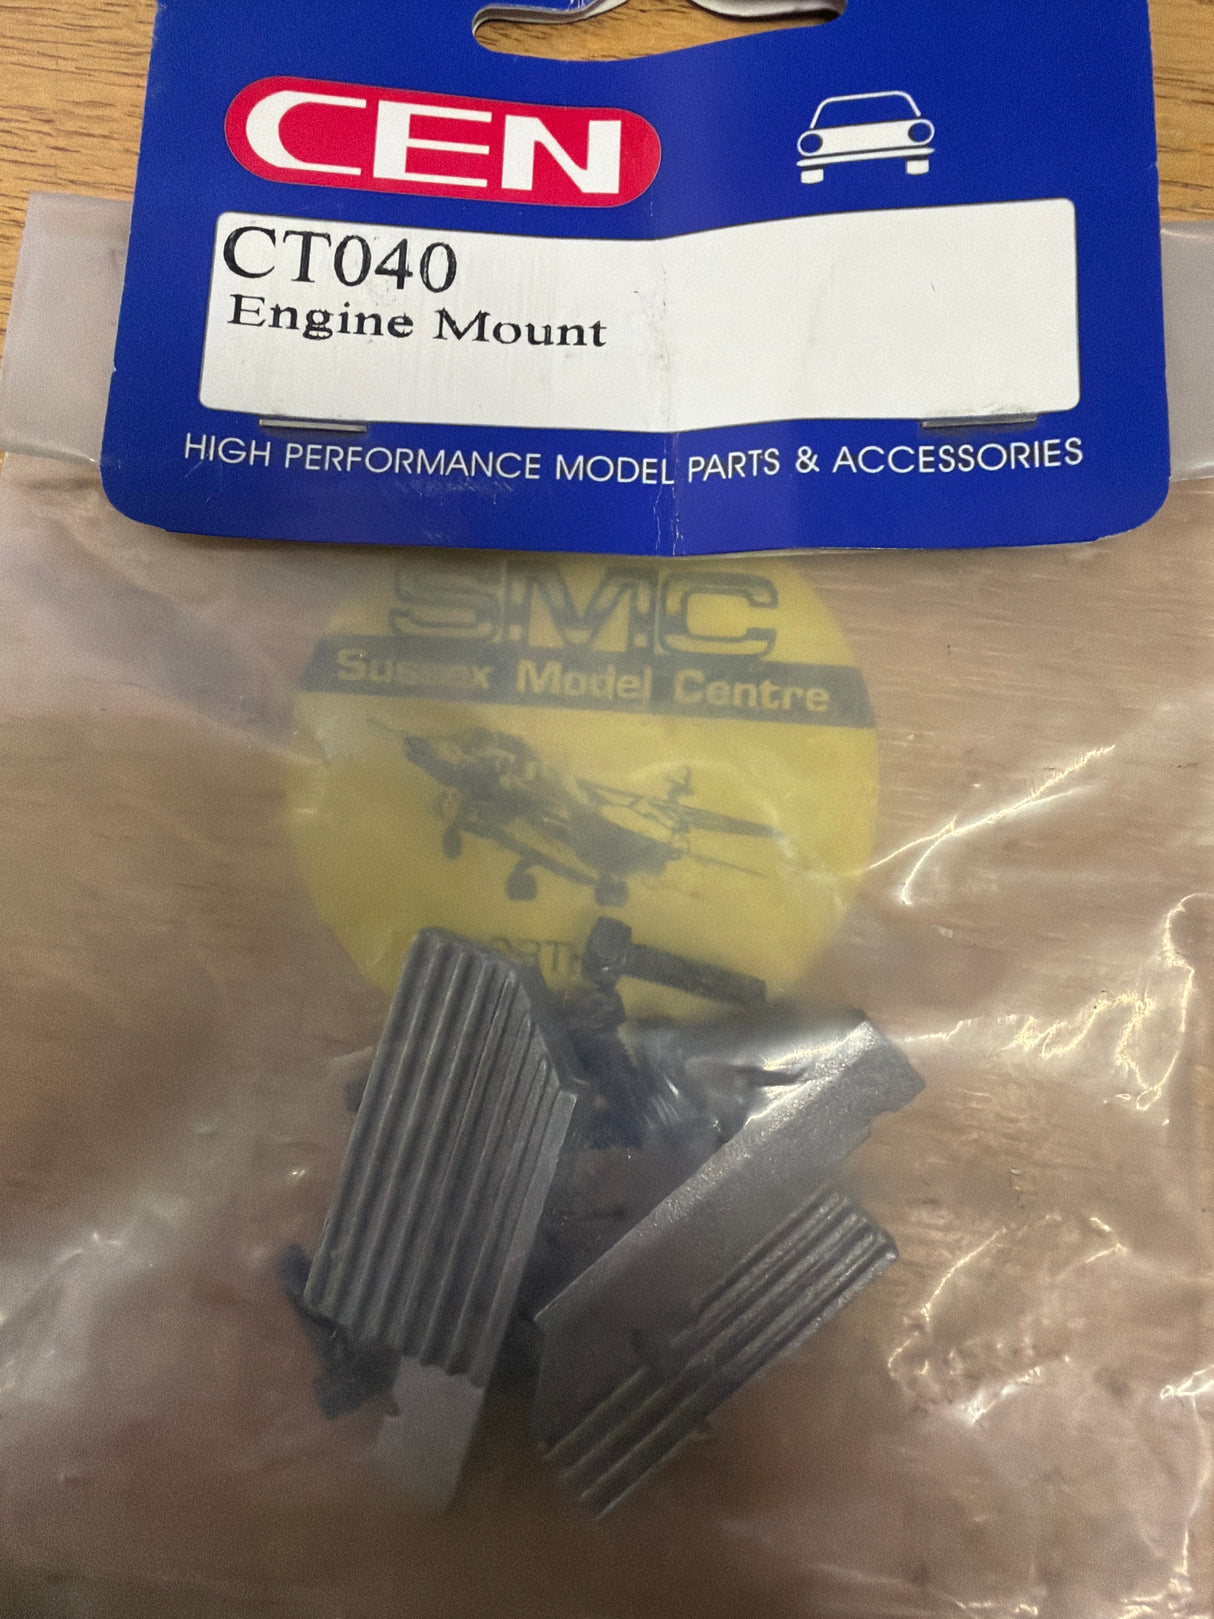 CEN
CT040
Engine Mount
HIGH PERFORMANCE MODEL PARTS & ACCESSORIES
S.M.C
Sussex Model Centre